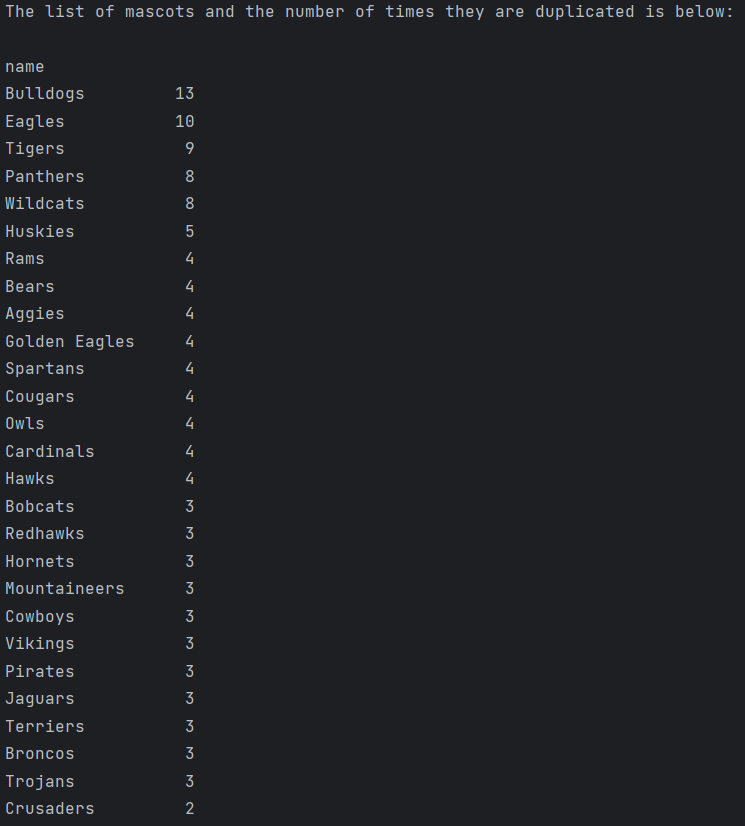 The list of mascots and the number of times they are duplicated is below:
name
Bulldogs 13
Eagles 10
Tigers 9
Panthers 8
Wildcats 8
Huskies 5
Rams 4
Bears 4
Aggies 4
Golden Eagles 4
Spartans 4
Cougars 4
Owls 4
Cardinals 4
Hawks 4
Bobcats 3
Redhawks 3
Hornets 3
Mountaineers 3
Cowboys 3
Vikings 3
Pirates 3
Jaguars 3
Terriers 3
Broncos 3
Trojans 3
Crusaders 2